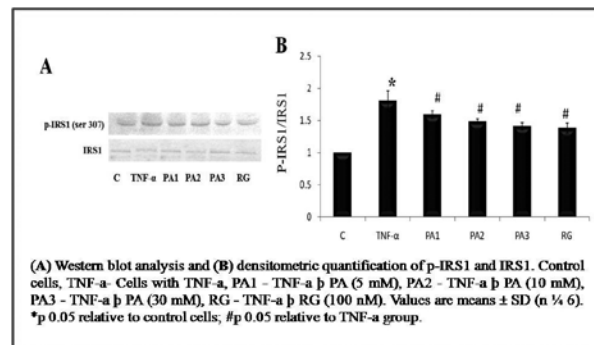 A
p-IRS1 (ser 307)
IRS1
C TNF-α PA1 PA2 PA3 RG
B
P-IRS1/IRS1
2.5
2
1.5
1
0.5
0
*
#
#
#
#
C TNF-α PA1 PA2 PA3 RG
(A) Western blot analysis and (B) densitometric quantification of p-IRS1 and IRS1. Control
cells, TNF-a- Cells with TNF-a, PA1 - TNF-a þ PA (5 mM), PA2 - TNF-a þ PA (10 mM),
PA3 - TNF-a þ PA (30 mM), RG - TNF-a þ RG (100 nM). Values are means ± SD (n ¼ 6).
*p 0.05 relative to control cells; #p 0.05 relative to TNF-a group.